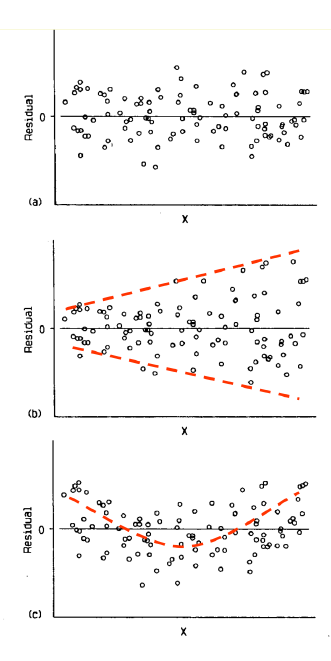 Residual
0
(a)
X
Residual
0
(b)
X
Residual
0
(c)
X